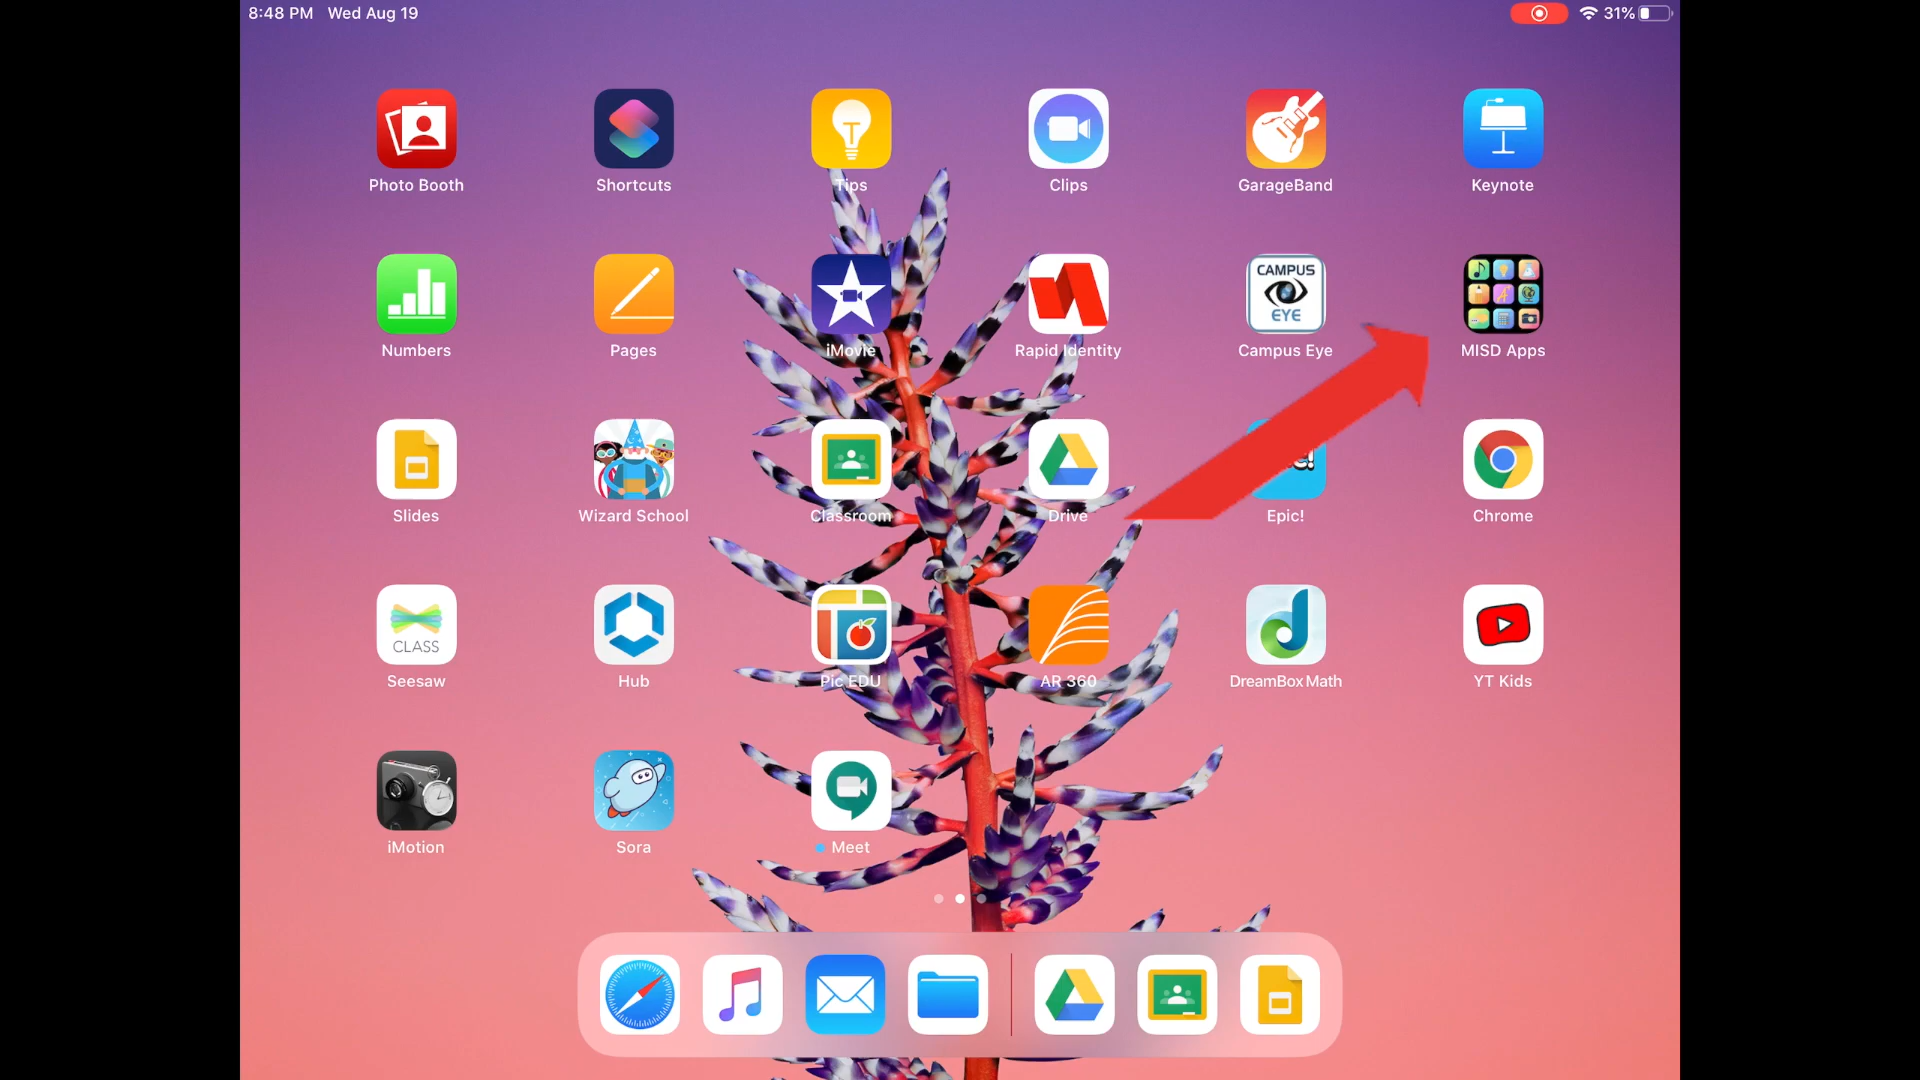 8:48 PM Wed Aug 19
31%
Photo Booth
Shortcuts
Tips
Clips
GarageBand
Keynote
CAMPUS
EYE
Numbers
Pages
iMovie
Rapid Identity
Campus Eye
MISD Apps
Slides
Wizard School
Classroom
Drive
Epic!
Chrome
CLASS
Seesaw
Hub
Pic EDU
AR 360
DreamBox Math
YT Kids
iMotion
Sora
Meet